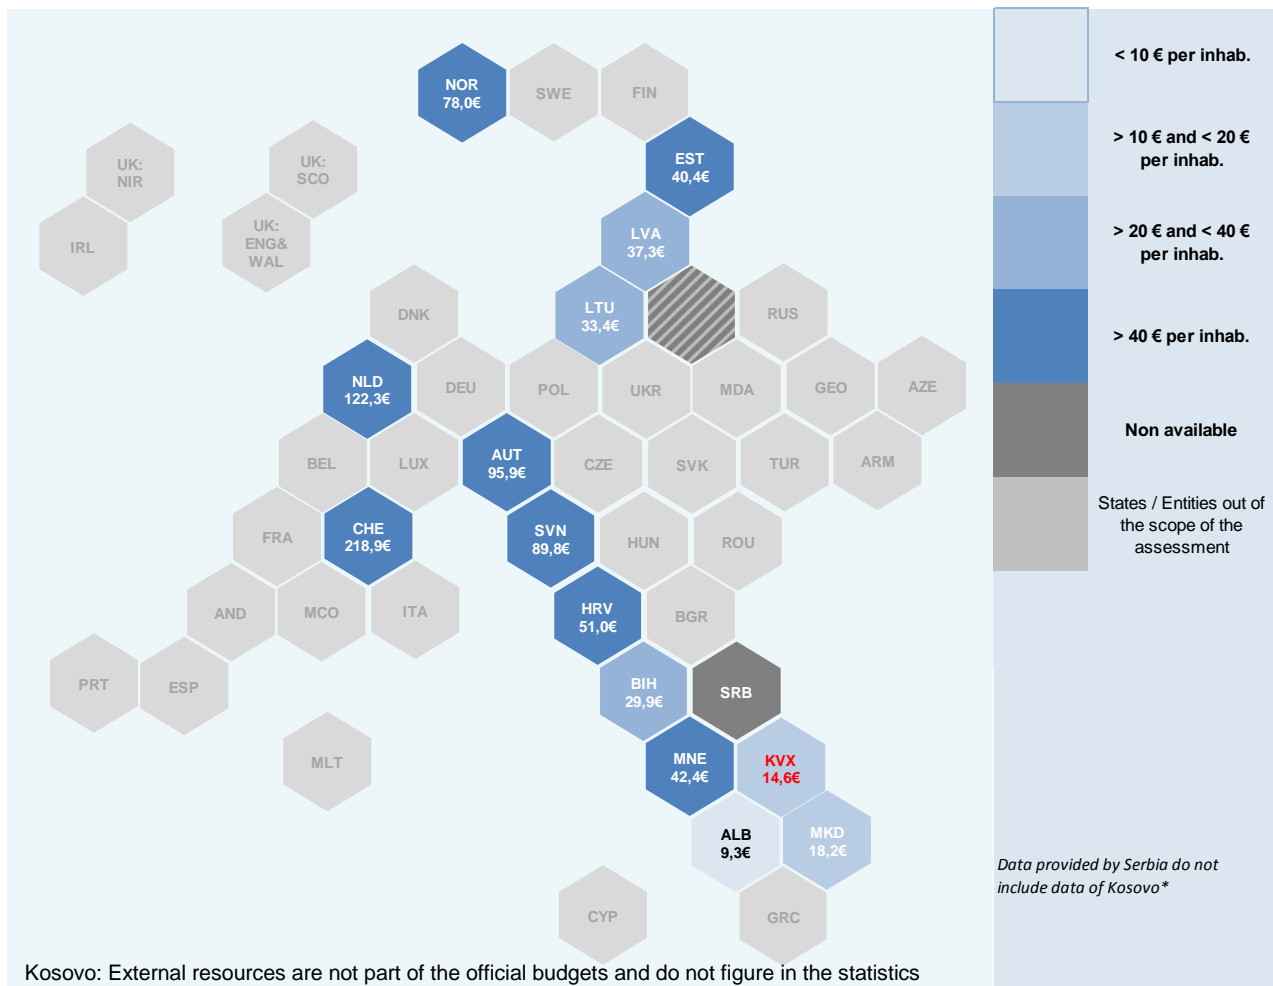 NOR
78,0€
SWE
FIN
UK:
NIR
UK:
SCO
EST
40,4€
IRL
UK:
ENG&
WAL
LVA
37,3€
DNK
LTU
33,4€
RUS
NLD
122,3€
DEU
POL
UKR
MDA
GEO
AZE
BEL
LUX
AUT
95,9€
CZE
SVK
TUR
ARM
FRA
CHE
218,9€
SVN
89,8€
HUN
ROU
AND
MCO
ITA
HRV
51,0€
BGR
PRT
ESP
BIH
29,9€
SRB
MLT
MNE
42,4€
KVX
14,6€
ALB
9,3€
MKD
18,2€
CYP
GRC
Kosovo: External resources are not part of the official budgets and do not figure in the statistics
< 10 € per inhab.
> 10 € and < 20 €
per inhab.
> 20 € and < 40 €
per inhab.
> 40 € per inhab.
Non available
States / Entities out of
the scope of the
assessment
Data provided by Serbia do not
include data of Kosovo*